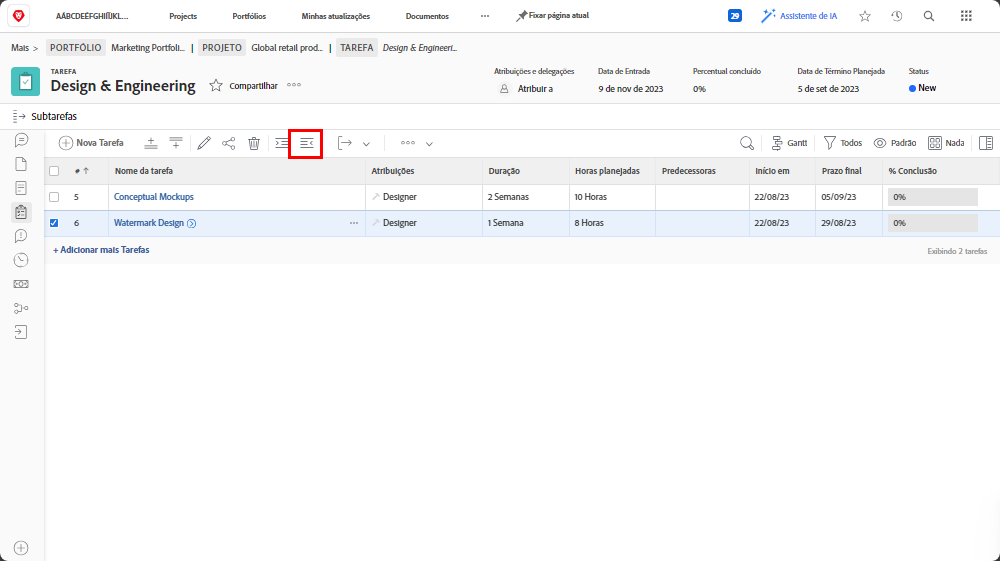 AÁBCDEÉFGHIÍJKL... Projects Portfólios Minhas atualizações Documentos ... Fixar página atual 29 Assistente de IA
Mais > PORTFÓLIO Marketing Portfoli... | PROJETO Global retail prod... | TAREFA Design & Engineeri...
TAREFA
Design & Engineering Compartilhar
Atribuições e delegações Data de Entrada Percentual concluído Data de Término Planejada Status
Atribuir a 9 de nov de 2023 0% 5 de set de 2023 New
Subtarefas
Nova Tarefa Gantt Todos Padrão Nada
# Nome da tarefa Atribuições Duração Horas planejadas Predecessoras Início em Prazo final % Conclusão
5 Conceptual Mockups Designer 2 Semanas 10 Horas 22/08/23 05/09/23 0%
6 Watermark Design Designer 1 Semana 8 Horas 22/08/23 29/08/23 0%
+ Adicionar mais Tarefas
Exibindo 2 tarefas